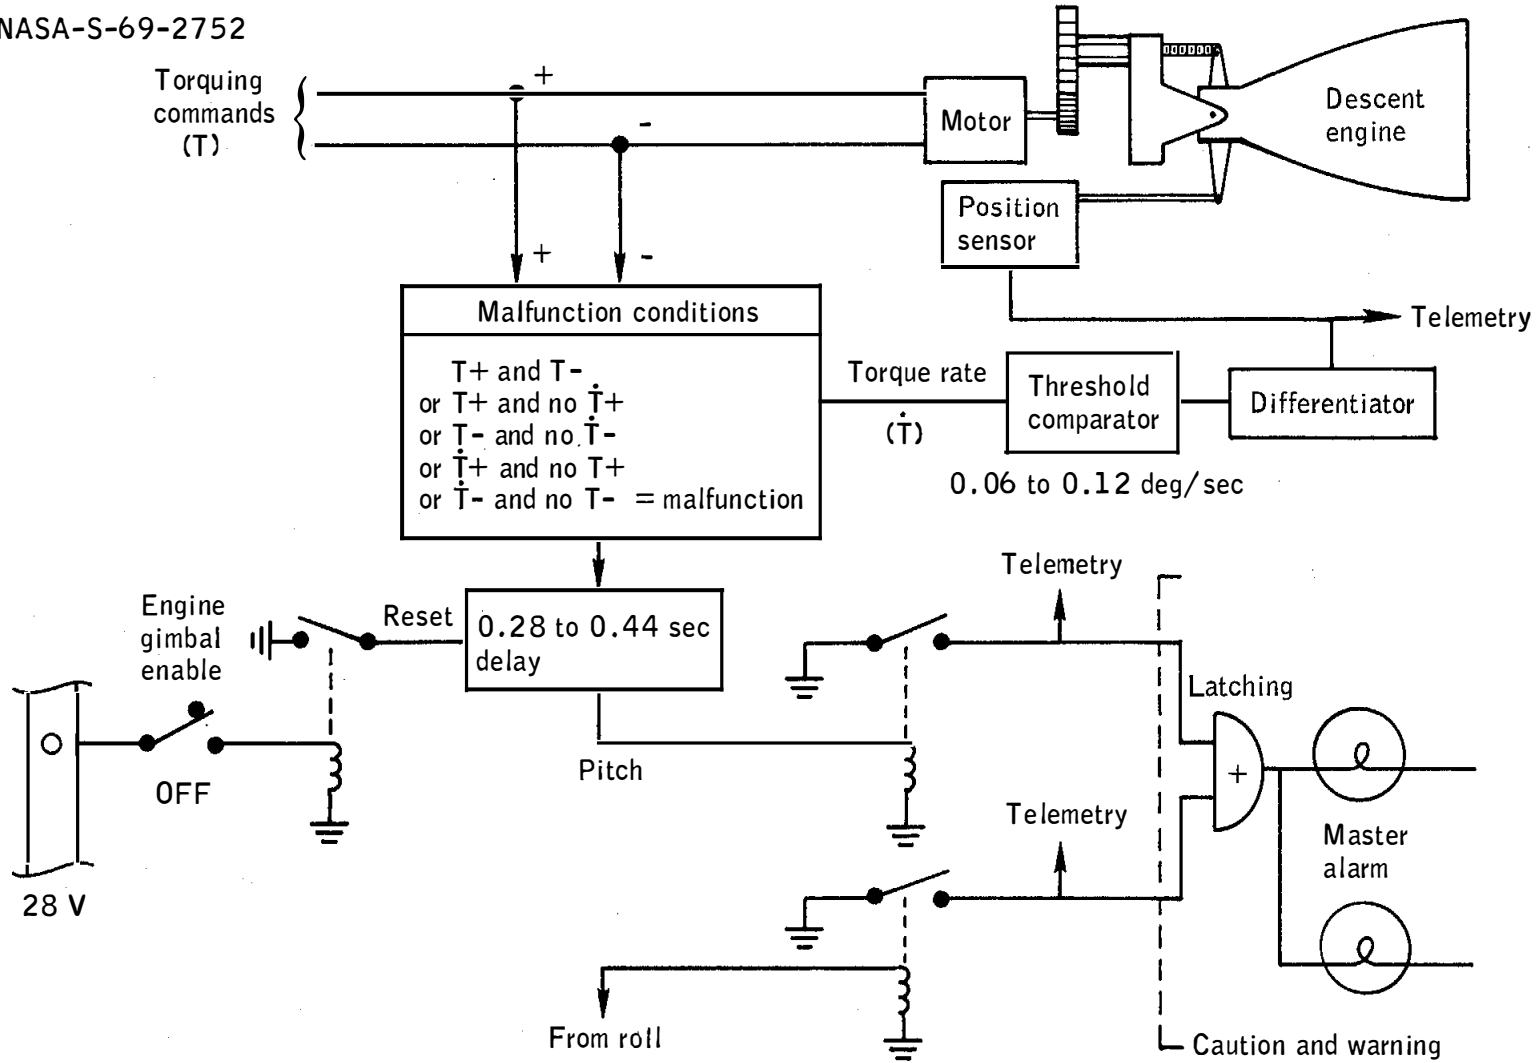 NASA-S-69-2752
Torquing
commands
(T)
+
-
+
-
Motor
Descent
engine
Position
sensor
Telemetry
Malfunction conditions
T+ and T-
or T+ and no Ṫ+
or T- and no Ṫ-
or Ṫ+ and no T+
or Ṫ- and no T- = malfunction
Torque rate
(Ṫ)
Threshold
comparator
Differentiator
0.06 to 0.12 deg/sec
Engine
gimbal
enable
OFF
28 V
Reset
0.28 to 0.44 sec
delay
Pitch
Telemetry
Latching
+
Telemetry
Master
alarm
From roll
Caution and warning